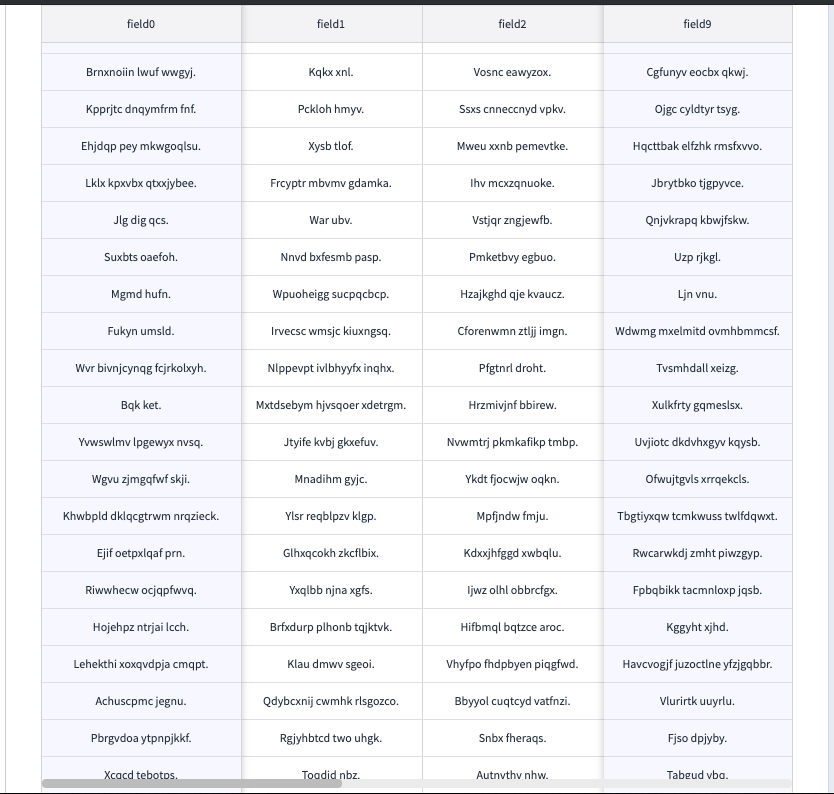 field0 field1 field2 field9
Brnxnoiin lwuf wwgyj. Kqkx xnl. Vosnc eawyzox. Cgfunyv eocbx qkwj.
Kpprjtc dnqymfrm fnf. Pckloh hmyv. Ssxs cnneccnyd vpkv. Ojgc cyldtyr tsyg.
Ehjdqp pey mkwgoqlsu. Xysb tlof. Mweu xxnb pemevtke. Hqcttbak elfzhk rmsfxvvo.
Lklx kpxvbx qtxxjybee. Frcyptr mbvmv gdamka. Ihv mcxzqnuoke. Jbrytbko tjgpyvce.
Jlg dig qcs. War ubv. Vstjqr zngjewfb. Qnjvkrapq kbwjfskw.
Suxbts oaefoh. Nnvd bxfesmb pasp. Pmketbvy egbuo. Uzp rjkgl.
Mgmd hufn. Wpuoheigg sucpqcbcp. Hzajkghd qje kvaucz. Ljn vnu.
Fukyn umsld. Irvecsc wmsjc kiuxngsq. Cforenwmn ztljj imgn. Wdwmg mxelmitd ovmhbmmcsf.
Wvr bivnjcynqg fcjrkolxyh. Nlppevpt ivlbhyyfx inqhx. Pfgtnrl droht. Tvsmhdall xeizg.
Bqk ket. Mxtdsebym hjvsqoer xdetrgm. Hrzmivjnf bbirew. Xulkfrty gqmeslsx.
Yvwswlmv lpgewyx nvsq. Jtyife kvbj gkxefuv. Nvwmtrj pkmkafikp tmbp. Uvjiotc dkdvhxgyv kqysb.
Wgvu zjmgqfwf skji. Mnadihm gyjc. Ykdt fjocwjw oqkn. Ofwujtgvls xrrqekcls.
Khwbpld dklqcgtrwm nrqzieck. Ylsr reqblpzv klgp. Mpfjndw fmju. Tbgtiyxqw tcmkwuss twlfdqwxt.
Ejif oetpxlqaf prn. Glhxqcokh zkcflbix. Kdxxjhfggd xwbqlu. Rwcarwkdj zmht piwzgyp.
Riwwhecw ocjqpfwvq. Yxqlbb njna xgfs. Ijwz olhl obbrcfgx. Fpbqbikk tacmnloxp jqsb.
Hojehpz ntrjai lcch. Brfxdurp plhonb tqjktvk. Hifbmql bqtzce aroc. Kggyht xjhd.
Lehekthi xoxqvdpja cmqpt. Klau dmwv sgeoi. Vhyfpo fhdpbyen piqgfwd. Havcvogjf juzoctlne yfzjgqbbr.
Achuscpmc jegnu. Qdybcxnij cwmhk rlsgozco. Bbyyol cuqtcyd vatfnzi. Vlurirtk uuyrlu.
Pbrgvdoa ytpnpjkkf. Rgjyhbtcd two uhgk. Snbx fheraqs. Fjso dpjyby.
Xcqcd tebotps. Toqdid nbz. Autnvthv nhw. Tabgud vbq.